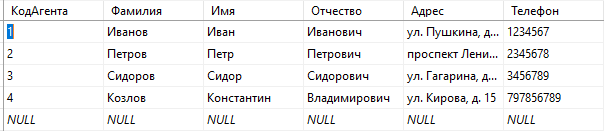 КодАгента Фамилия Имя Отчество Адрес Телефон
1 Иванов Иван Иванович ул. Пушкина, д... 1234567
2 Петров Петр Петрович проспект Лени... 2345678
3 Сидоров Сидор Сидорович ул. Гагарина, д... 3456789
4 Козлов Константин Владимирович ул. Кирова, д. 15 797856789
NULL NULL NULL NULL NULL NULL